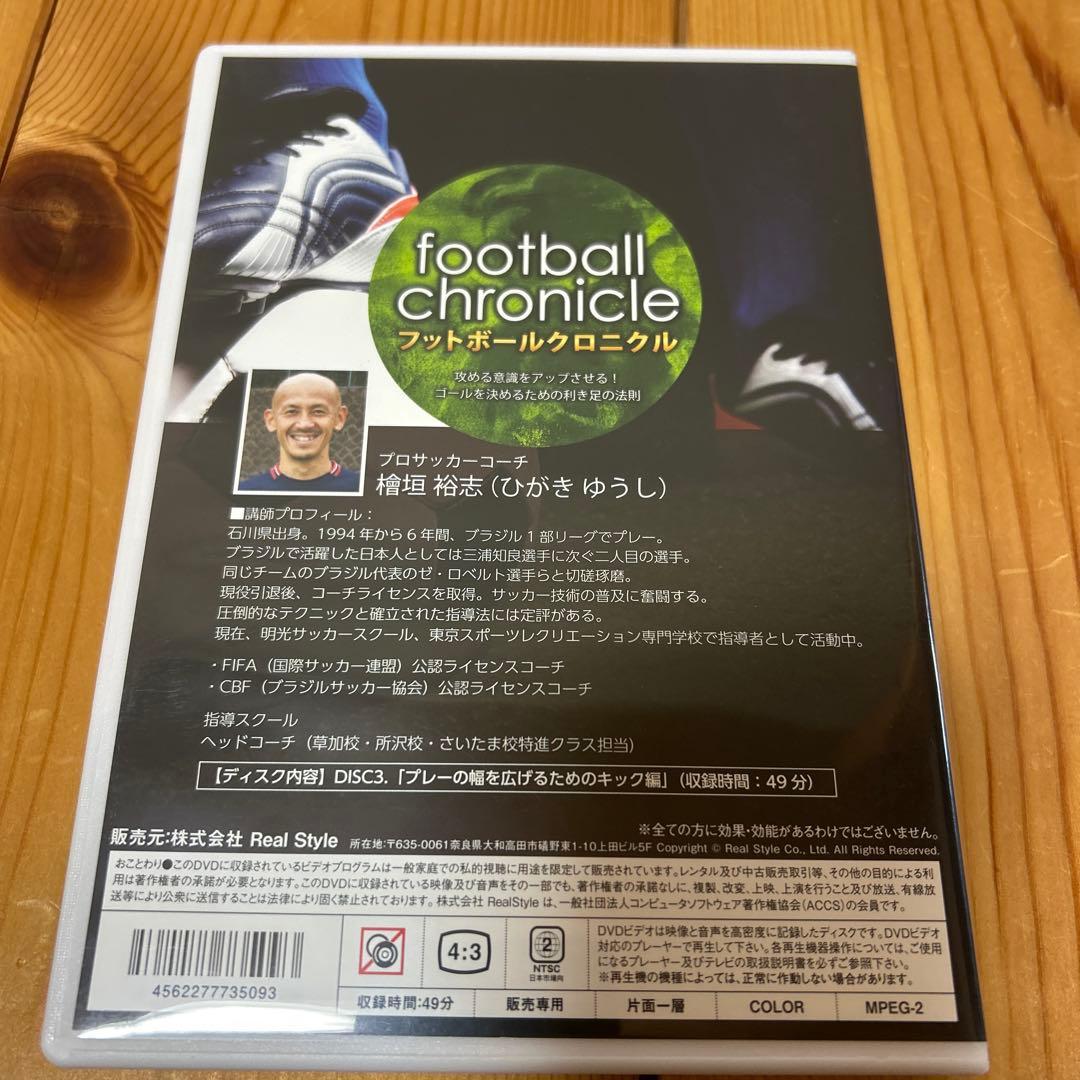 football
chronicle
フットボールクロニクル
攻める意識をアップさせる！
ゴールを決めるための利き足の法則
プロサッカーコーチ
檜垣 裕志（ひがき ゆうし）
■講師プロフィール：
石川県出身。1994年から6年間、ブラジル1部リーグでプレー。
ブラジルで活躍した日本人としては三浦知良選手に次ぐ二人目の選手。
同じチームのブラジル代表のゼ・ロベルト選手らと切磋琢磨。
現役引退後、コーチライセンスを取得。サッカー技術の普及に奮闘する。
圧倒的なテクニックと確立された指導法には定評がある。
現在、明光サッカースクール、東京スポーツレクリエーション専門学校で指導者として活動中。
・FIFA（国際サッカー連盟）公認ライセンスコーチ
・CBF（ブラジルサッカー協会）公認ライセンスコーチ
指導スクール
ヘッドコーチ（草加校・所沢校・さいたま校特進クラス担当）
【ディスク内容】DISC3.「プレーの幅を広げるためのキック編」（収録時間：49分）
※全ての方に効果・効能があるわけではございません。
販売元:株式会社 Real Style 所在地:〒635-0061奈良県大和高田市礒野東1-10上田ビル5F Copyright © Real Style Co., Ltd. All Rights Reserved.
おことわり●このDVDに収録されているビデオプログラムは一般家庭での私的視聴に用途を限定して販売されています。レンタル及び中古販売取引等、その他の目的による利
用は著作権者の承諾が必要となります。このDVDに収録されている映像及び音声をその一部でも、著作権者の承諾なしに、複製、改変、上映、上演を行うこと及び放送、有線放
送等により公衆に送信することは法律により固く禁止されております。株式会社 RealStyle は、一般社団法人コンピュータソフトウェア著作権協会(ACCS)の会員です。
4562277735093
4:3
2
NTSC
日本市場向
DVDビデオは映像と音声を高密度に記録したディスクです。DVDビデオ
対応のプレーヤーで再生して下さい。各再生機器操作については、ご使用
になるプレーヤー及びテレビの取扱説明書を必ずご参照下さい。
※再生機の機種によっては、正常に作動しない場合があります。
収録時間:49分
販売専用
片面一層
COLOR
MPEG-2